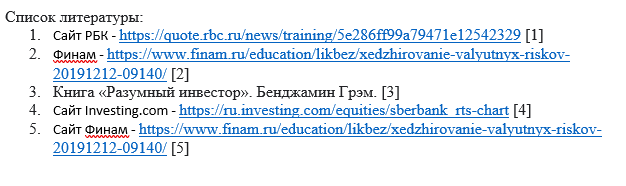 Список литературы:
1. Сайт РБК - https://quote.rbc.ru/news/training/5e286ff99a79471e12542329 [1]
2. Финам - https://www.finam.ru/education/likbez/xedzhirovanie-valyutnyx-riskov-
20191212-09140/ [2]
3. Книга «Разумный инвестор». Бенджамин Грэм. [3]
4. Сайт Investing.com - https://ru.investing.com/equities/sberbank_rts-chart [4]
5. Сайт Финам - https://www.finam.ru/education/likbez/xedzhirovanie-valyutnyx-riskov-
20191212-09140/ [5]